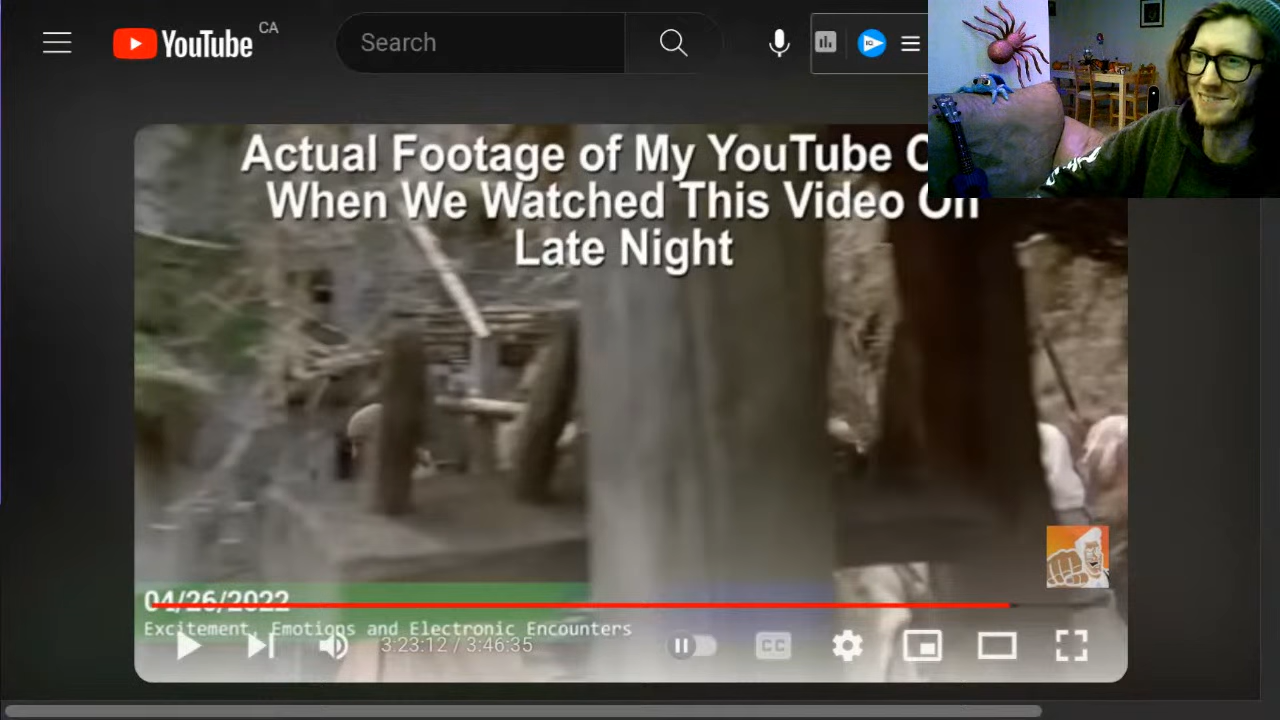 YouTube CA
Search
Actual Footage of My YouTube
When We Watched This Video On
Late Night
04/26/2022
Excitement, Emotions and Electronic Encounters
3:23:12 / 3:46:35
CC